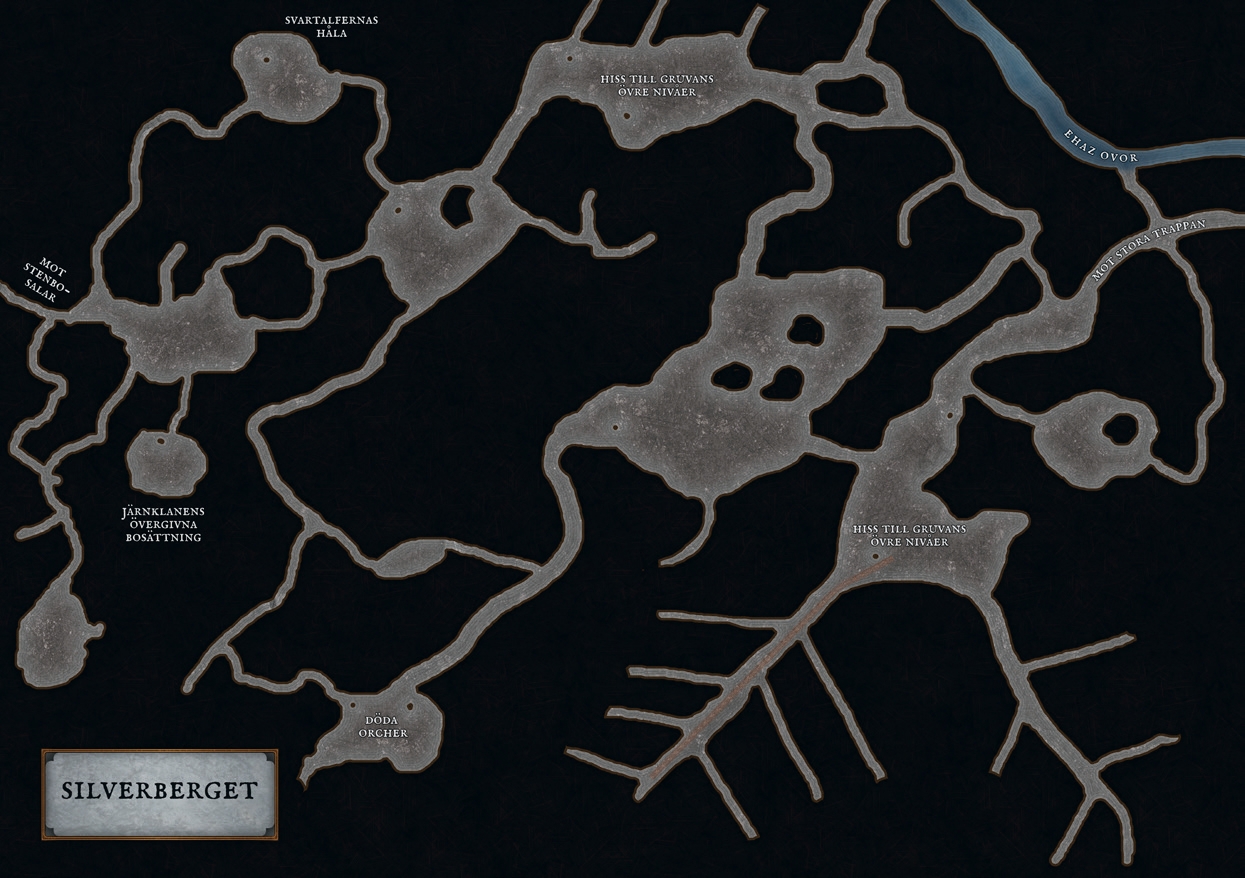 SVARTALFERNAS
HÅLA
HISS TILL GRUVANS
ÖVRE NIVÅER
EHAZ OVOR
MOT STORA TRAPPAN
MOT
STENBO-
SALAR
JÄRNKLANENS
ÖVERGIVNA
BOSÄTTNING
HISS TILL GRUVANS
ÖVRE NIVÅER
DÖDA
ORCHER
SILVERBERGET